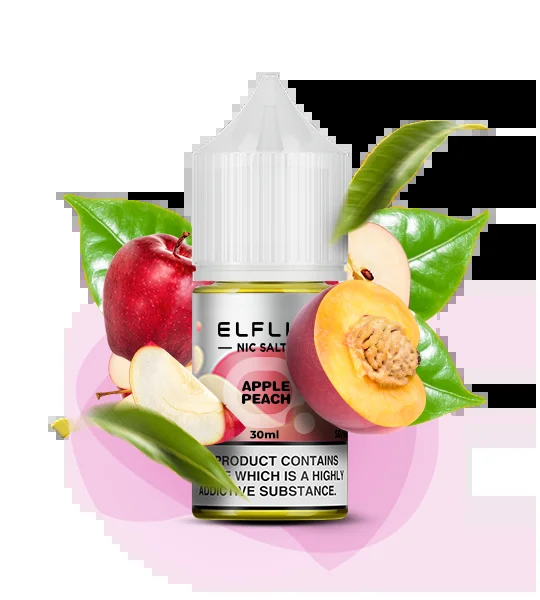 ELFLI
— NIC SALT
APPLE
PEACH
30ml
PRODUCT CONTAINS
WHICH IS A HIGHLY
ADDICTIVE SUBSTANCE.